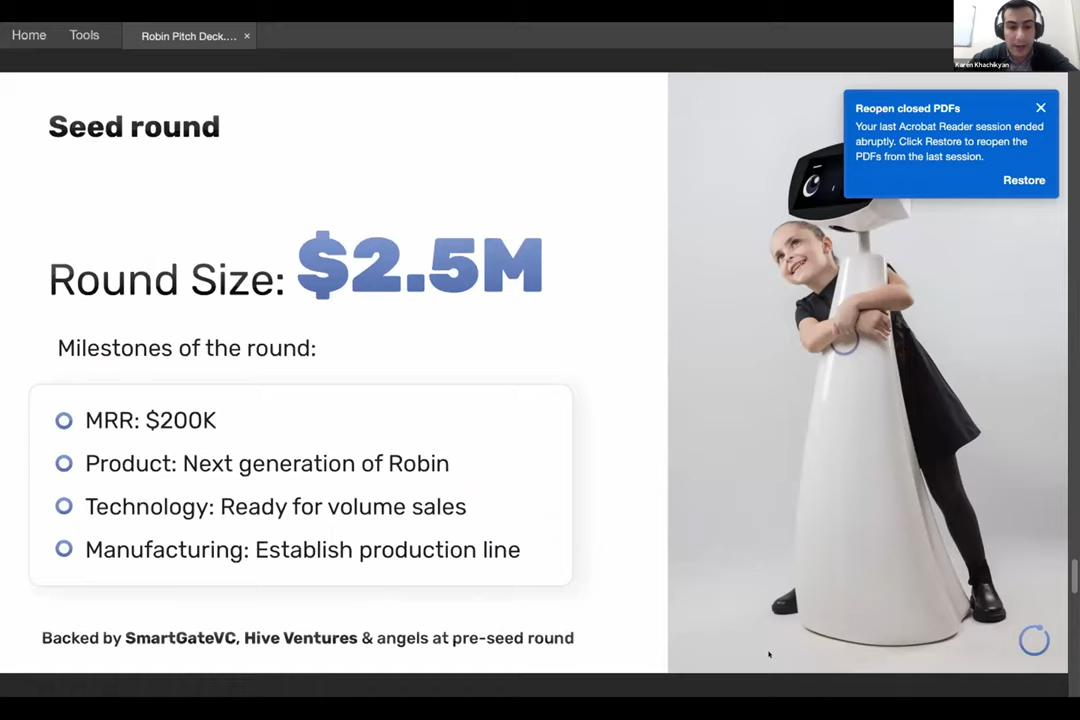 Home
Tools
Robin Pitch Deck....
×
Karen Khachikyan
Seed round
Reopen closed PDFs
Your last Acrobat Reader session ended
abruptly. Click Restore to reopen the
PDFs from the last session.
Restore
Round Size: $2.5M
Milestones of the round:
MRR: $200K
Product: Next generation of Robin
Technology: Ready for volume sales
Manufacturing: Establish production line
Backed by SmartGateVC, Hive Ventures & angels at pre-seed round